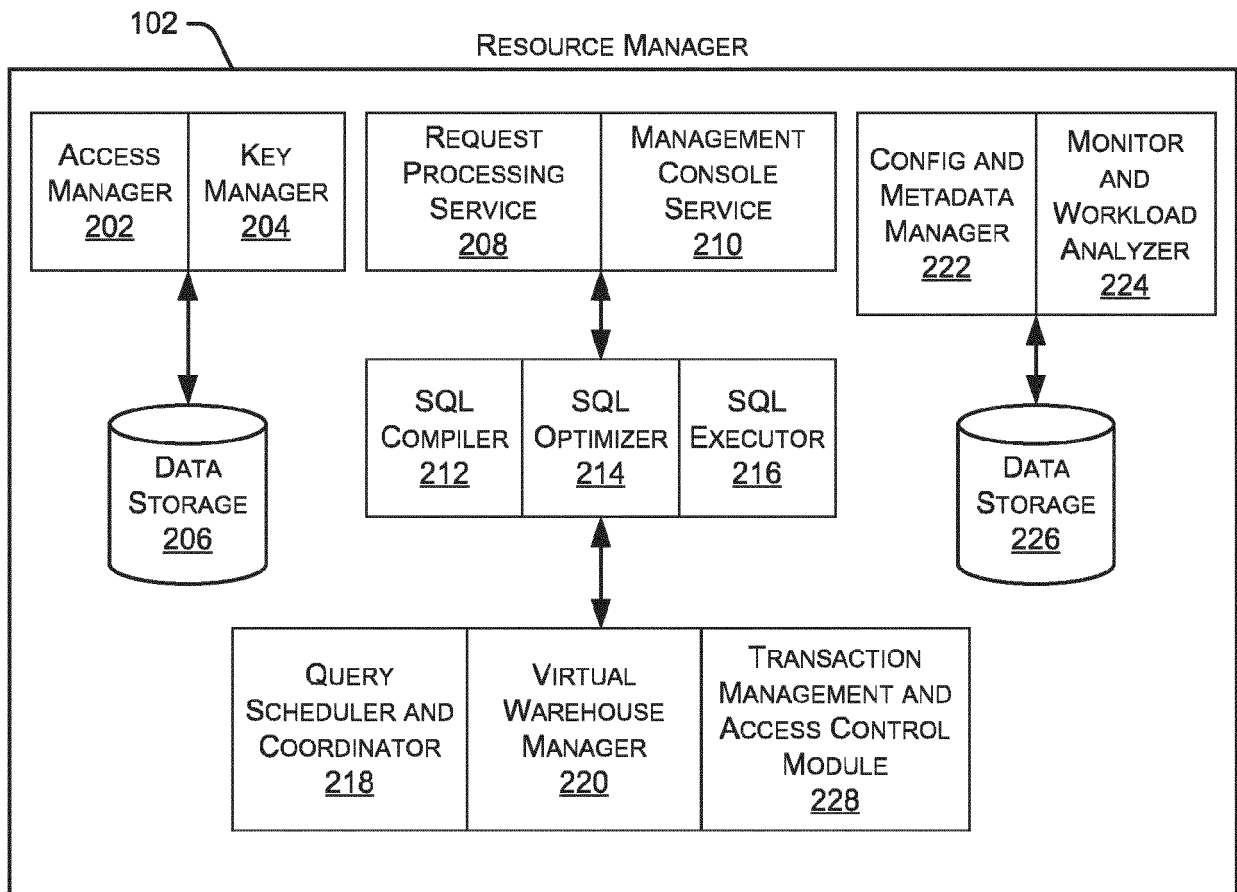 102
RESOURCE MANAGER
ACCESS
MANAGER
202
KEY
MANAGER
204
REQUEST
PROCESSING
SERVICE
208
MANAGEMENT
CONSOLE
SERVICE
210
CONFIG AND
METADATA
MANAGER
222
MONITOR
AND
WORKLOAD
ANALYZER
224
DATA
STORAGE
206
SQL
COMPILER
212
SQL
OPTIMIZER
214
SQL
EXECUTOR
216
DATA
STORAGE
226
QUERY
SCHEDULER AND
COORDINATOR
218
VIRTUAL
WAREHOUSE
MANAGER
220
TRANSACTION
MANAGEMENT AND
ACCESS CONTROL
MODULE
228